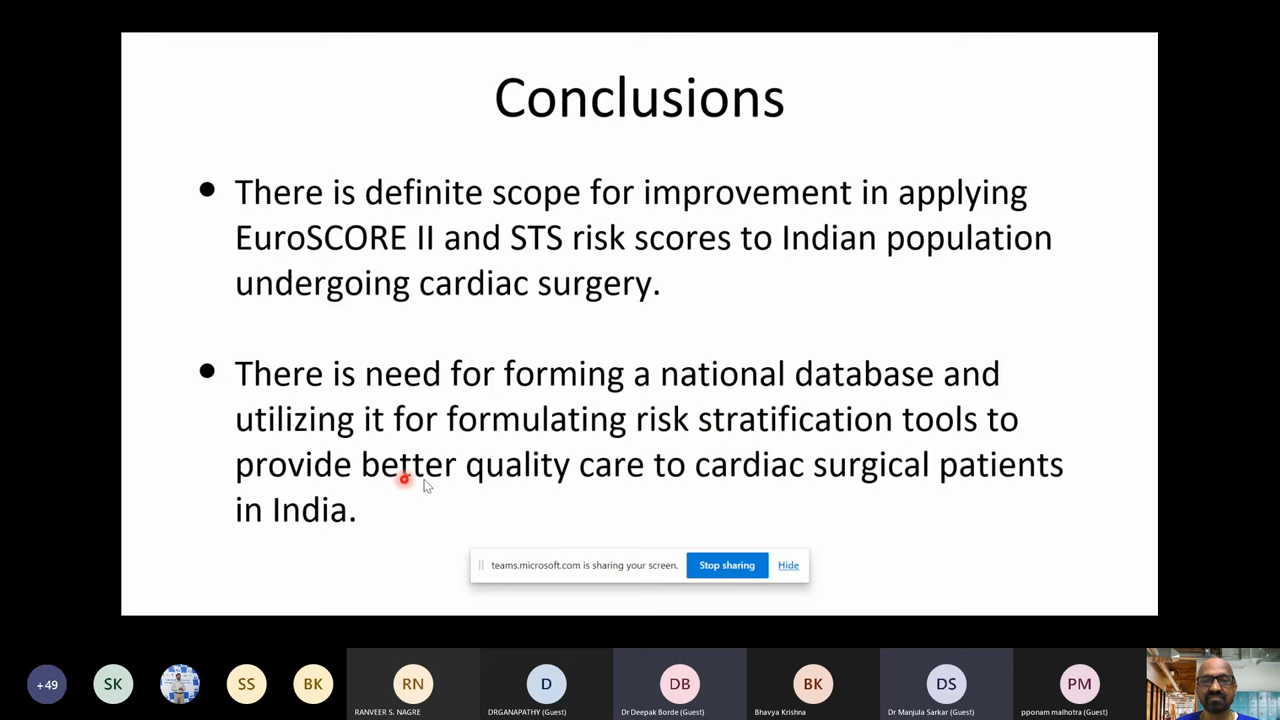 Conclusions
• There is definite scope for improvement in applying
EuroSCORE II and STS risk scores to Indian population
undergoing cardiac surgery.
• There is need for forming a national database and
utilizing it for formulating risk stratification tools to
provide better quality care to cardiac surgical patients
in India.
teams.microsoft.com is sharing your screen. Stop sharing Hide
+49 SK SS BK RN D DB BK DS PM
RANVEER S. NAGRE DRGANAPATHY (Guest) Dr Deepak Borde (Guest) Bhavya Krishna Dr Manjula Sarkar (Guest) pponam malhotra (Guest)